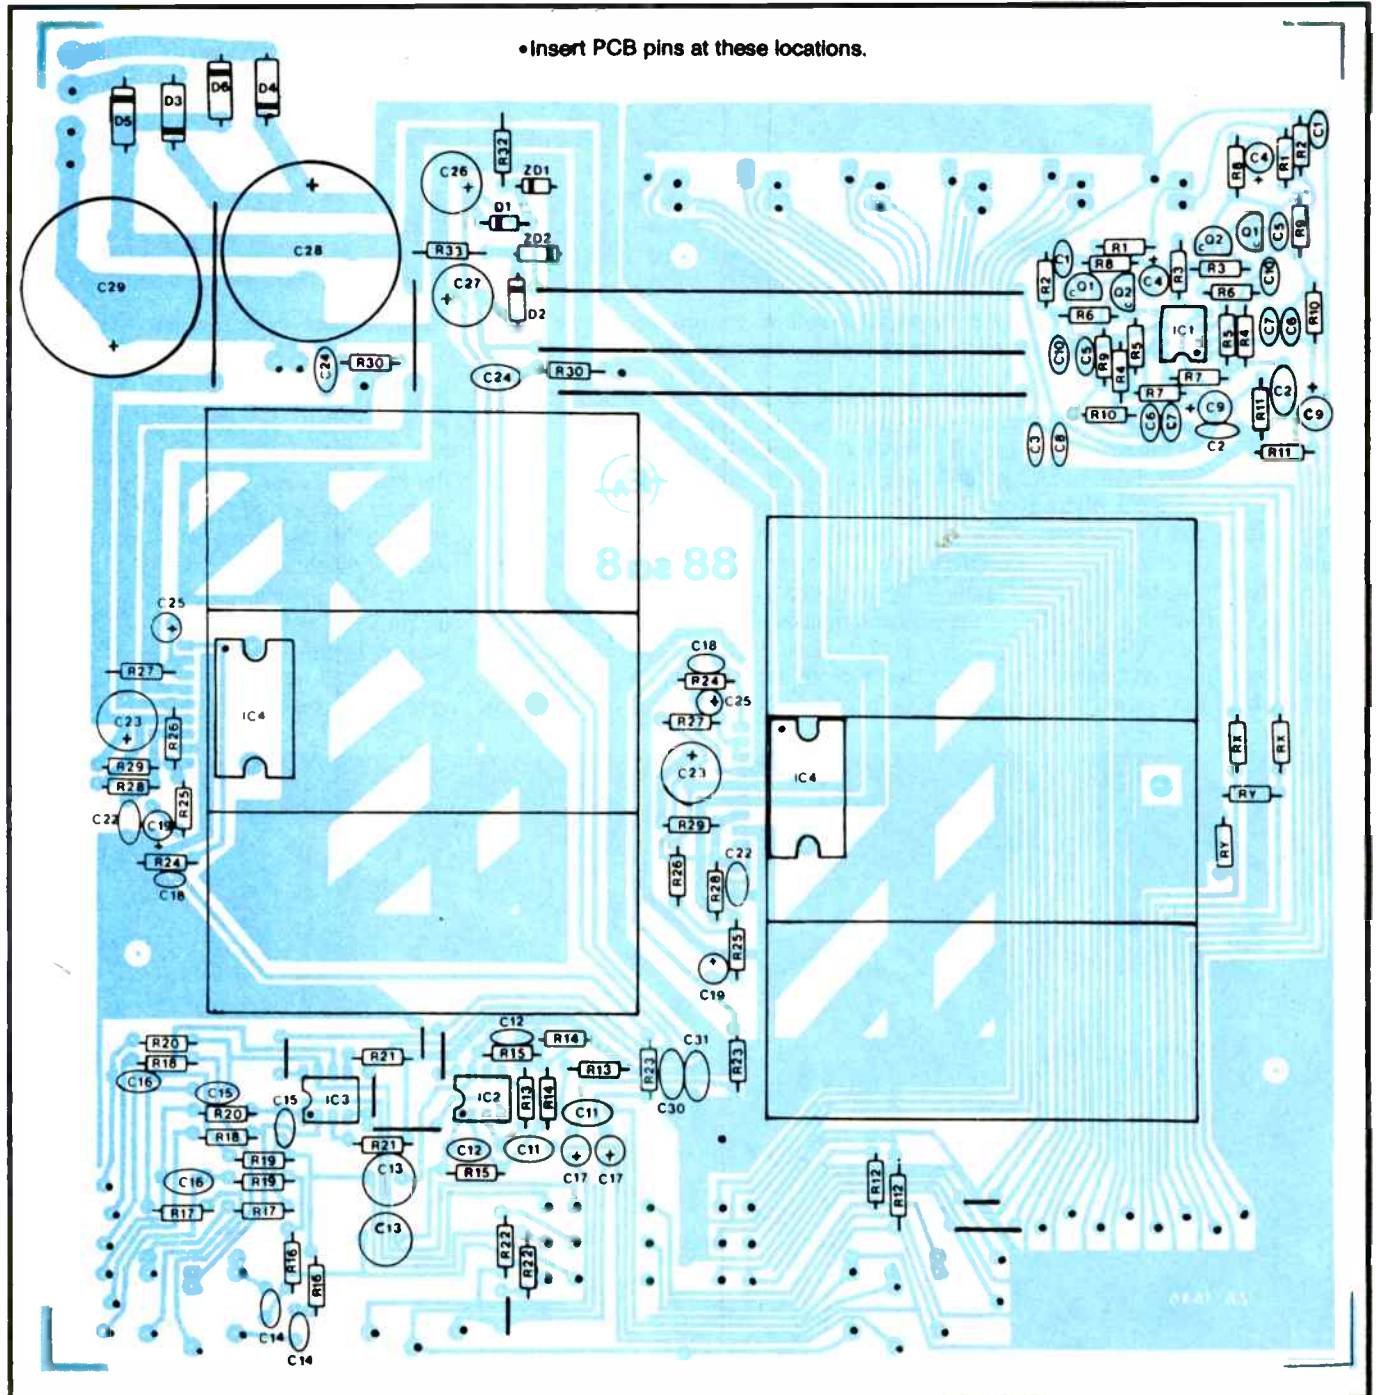 •Insert PCB pins at these locations.
D5
D3
D6
D4
C29
C28
C26
R32
ZD1
D1
R33
ZD2
C27
D2
C24
R30
C24
R30
R8
C4
R1
R2
C1
R9
C5
Q1
c
Q2
c
R1
R8
C1
R2
Q1
c
Q2
c
C4
R3
R3
C10
R6
R6
IC1
R5
R4
C7
C6
R10
C10
C5
R9
R4
R5
R7
R7
R10
C6
C7
C9
C2
R11
C2
C9
R11
C3
C8
C25
R27
C23
R26
R29
R28
R25
C22
C19
R24
C18
IC4
C18
R24
C25
R27
C23
R29
R26
R28
C22
R25
C19
IC4
RX
RX
RY
RY
R20
R18
C16
C15
R20
R18
C15
IC3
R21
R21
R19
R19
C16
R17
R17
C13
C13
R16
R16
C14
C14
C12
R15
R14
R13
IC2
R13
R14
C11
C12
C11
R15
C17
C17
R23
C30
C31
R23
R22
R22
R12
R12